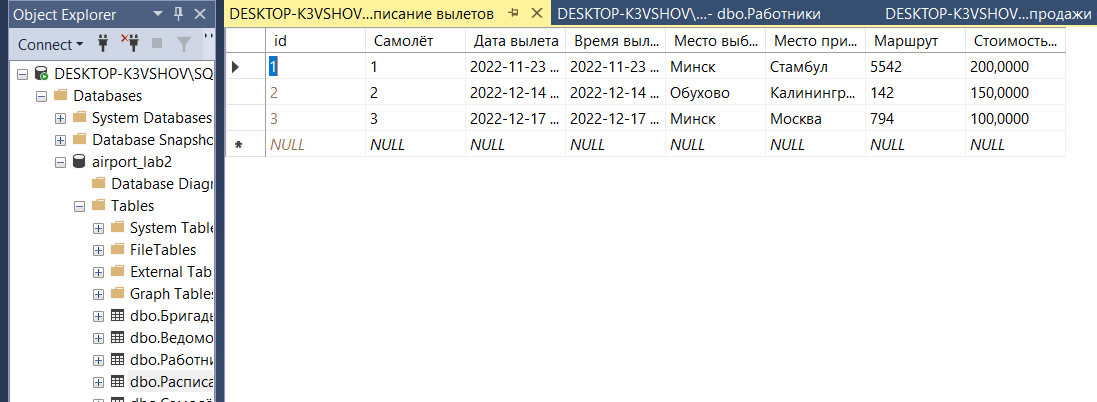 Object Explorer
Connect
DESKTOP-K3VSHOV\SQ
Databases
System Databases
Database Snapsho
airport_lab2
Database Diagr
Tables
System Table
FileTables
External Tab
Graph Tables
dbo.Бригадь
dbo.Ведомо
dbo.Работни
dbo.Расписа
DESKTOP-K3VSHOV...писание вылетов
DESKTOP-K3VSHOV\...- dbo.Работники
DESKTOP-K3VSHOV...продажи
id Самолёт Дата вылета Время выл... Место выб... Место при... Маршрут Стоимость...
1 1 2022-11-23 ... 2022-11-23 ... Минск Стамбул 5542 200,0000
2 2 2022-12-14 ... 2022-12-14 ... Обухово Калинингр... 142 150,0000
3 3 2022-12-17 ... 2022-12-17 ... Минск Москва 794 100,0000
NULL NULL NULL NULL NULL NULL NULL NULL